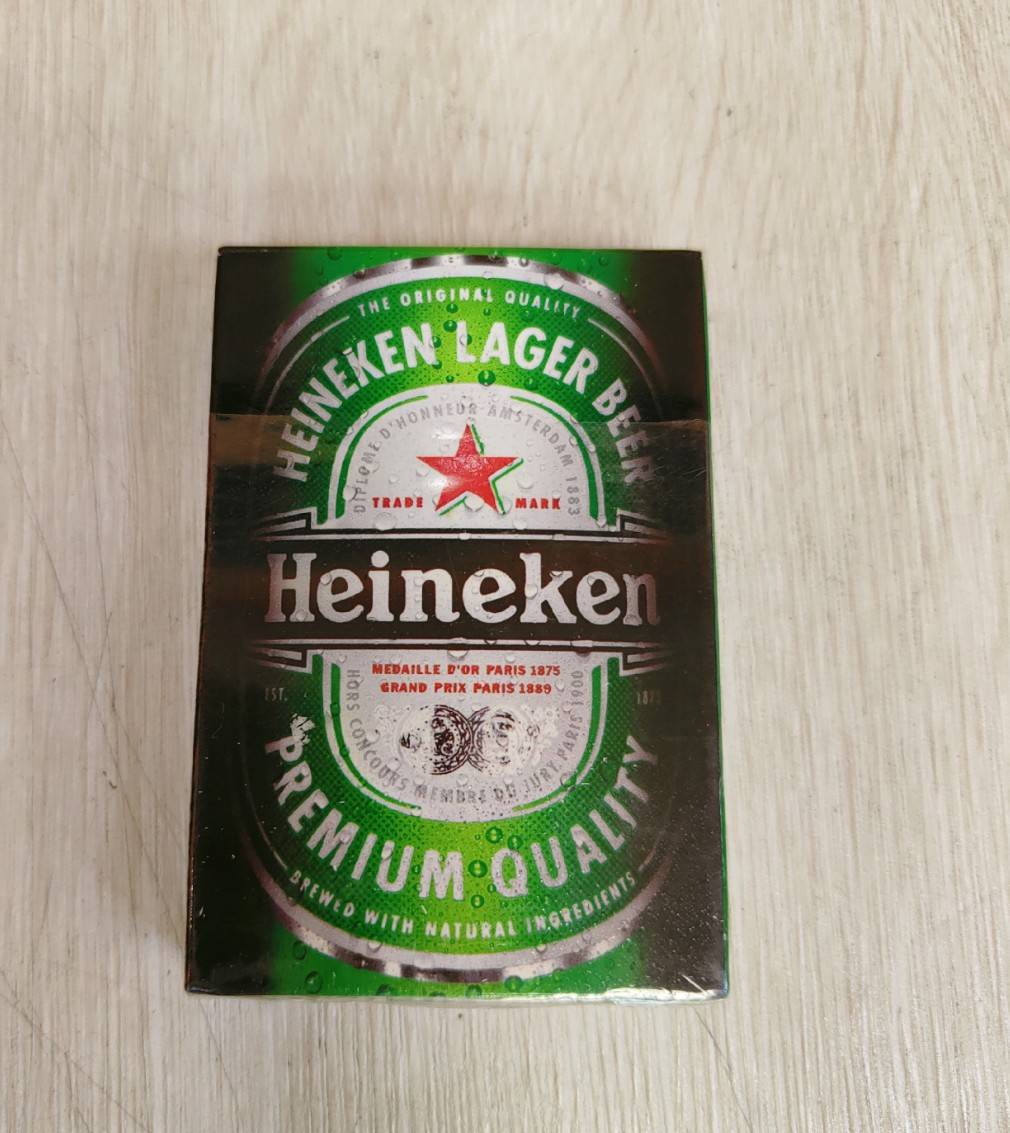 THE ORIGINAL QUALITY
HEINEKEN LAGER BEER
DIPLOME D'HONNEUR AMSTERDAM 1883
TRADE MARK
Heineken
MEDAILLE D'OR PARIS 1875
GRAND PRIX PARIS 1889
HORS CONCOURS MEMBRE DU JURY PARIS 1900
EST. 1873
PREMIUM QUALITY
BREWED WITH NATURAL INGREDIENTS